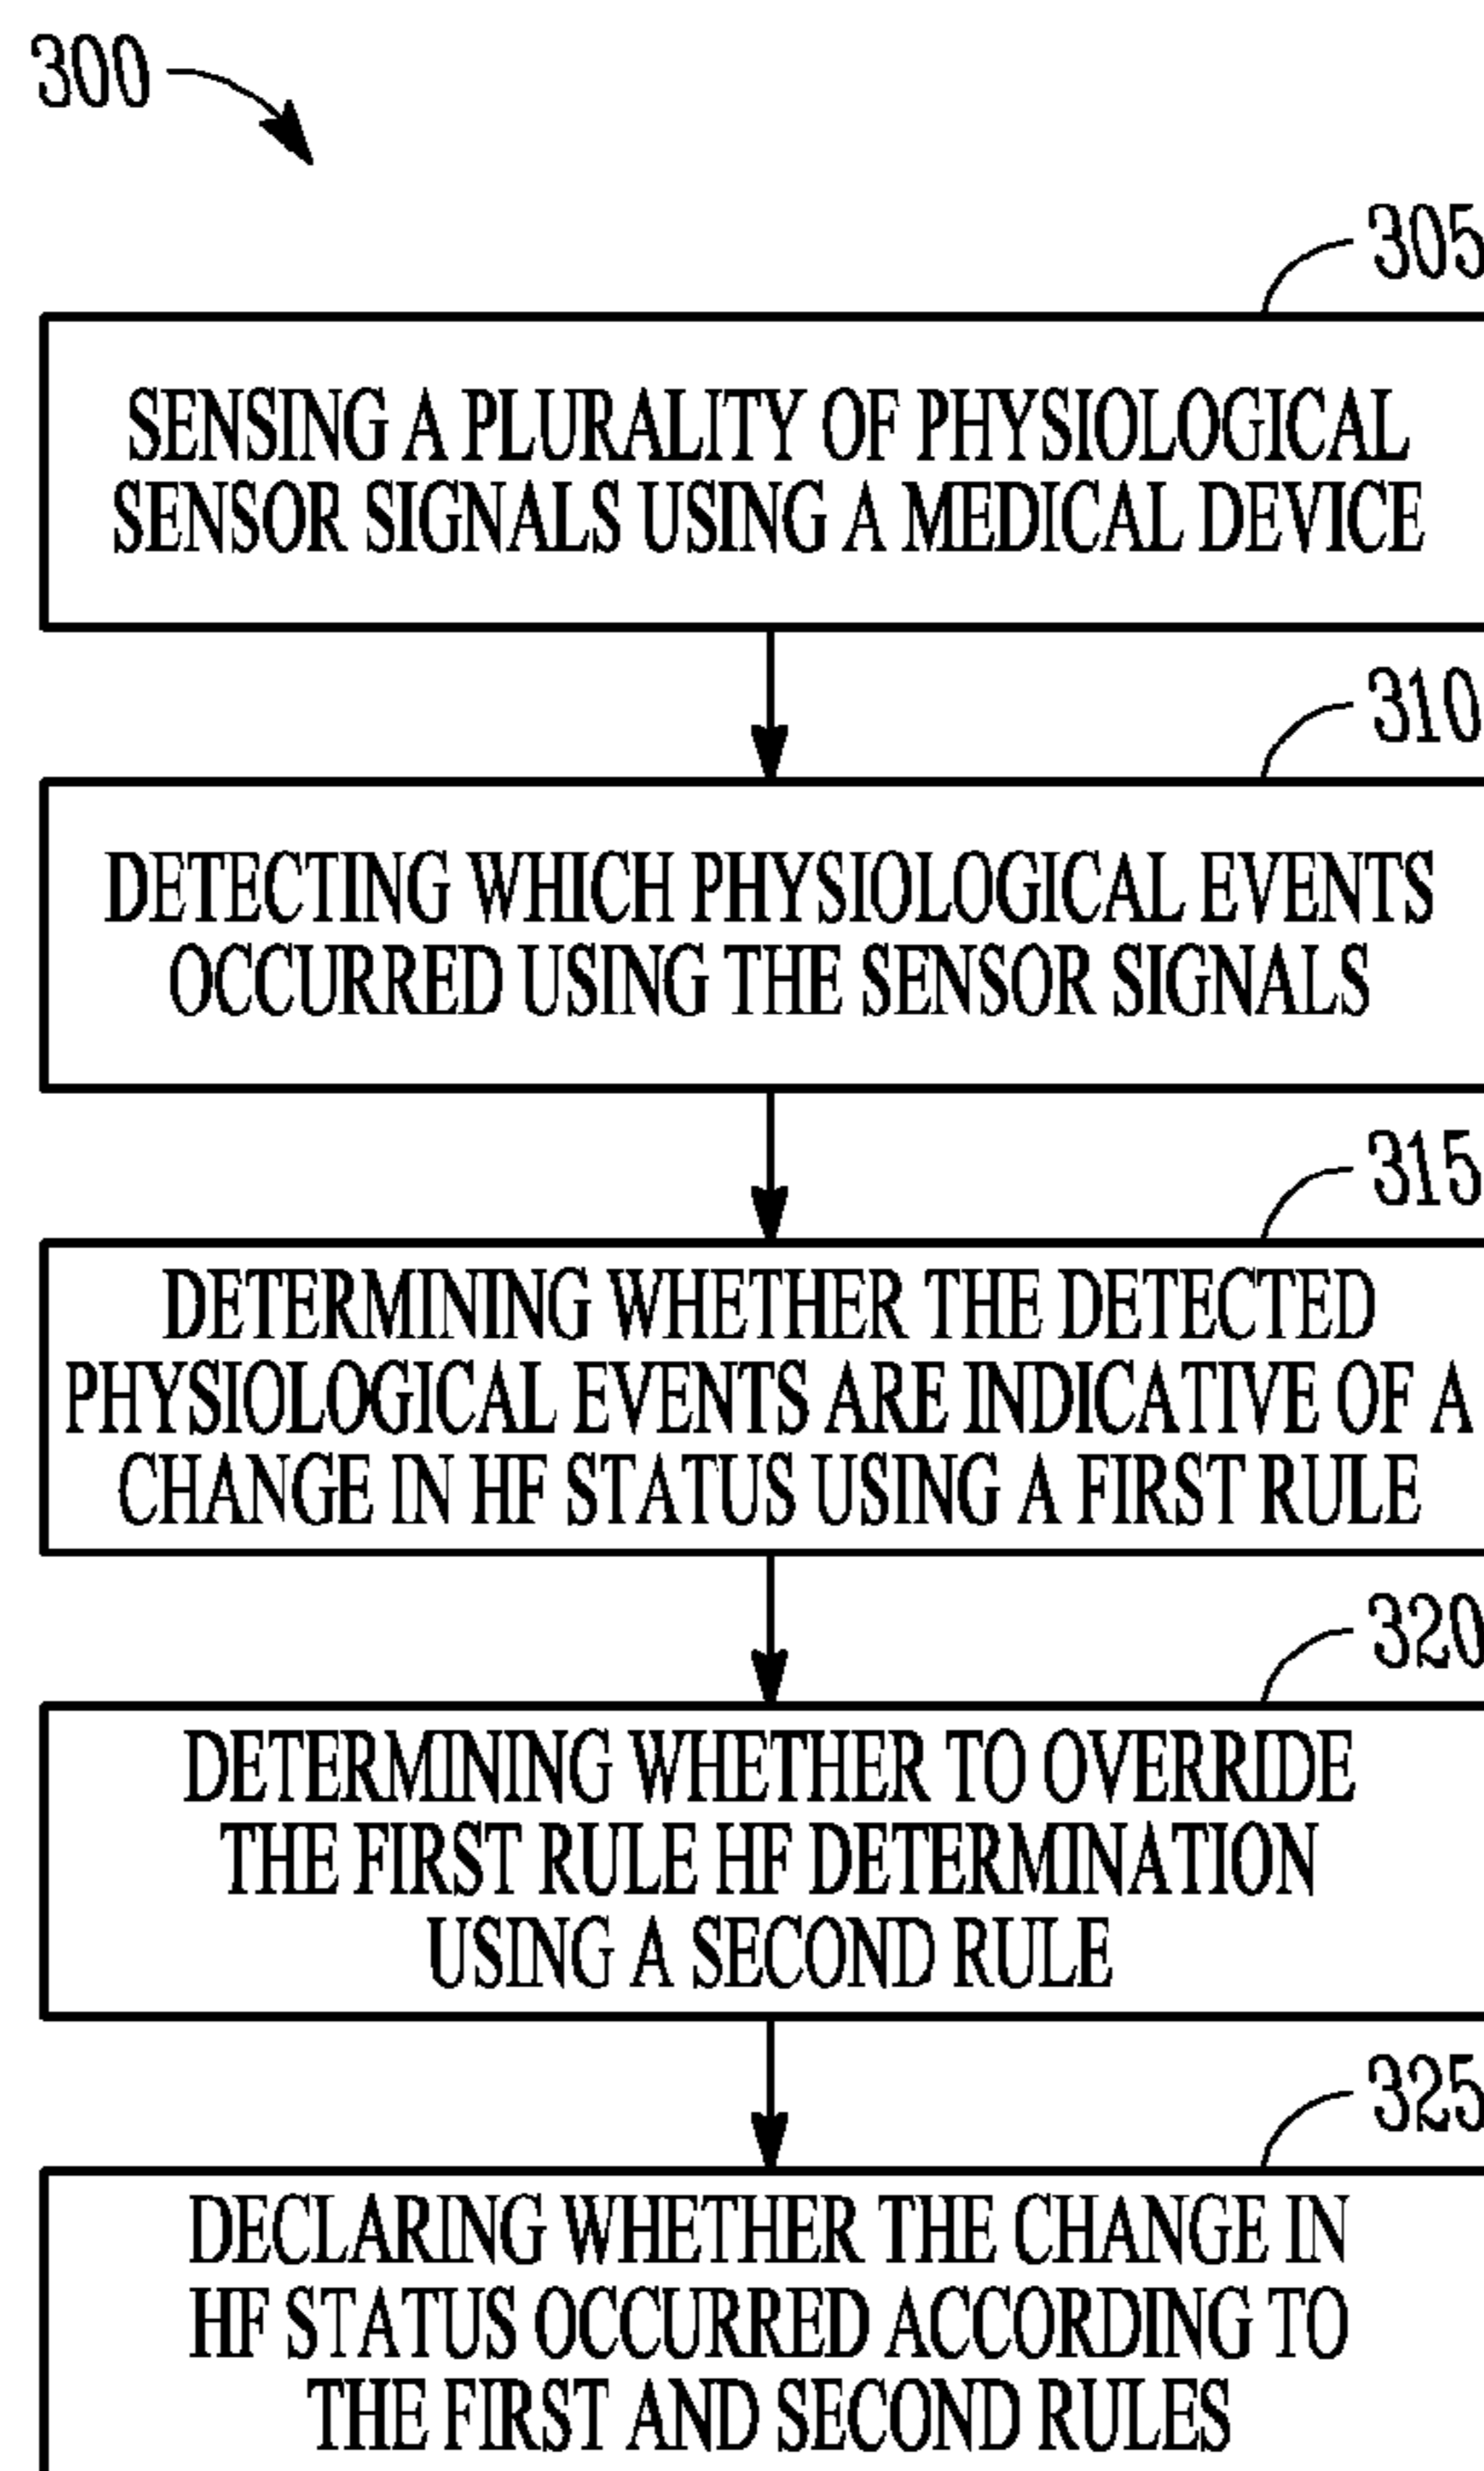 300
305
SENSING A PLURALITY OF PHYSIOLOGICAL
SENSOR SIGNALS USING A MEDICAL DEVICE
310
DETECTING WHICH PHYSIOLOGICAL EVENTS
OCCURRED USING THE SENSOR SIGNALS
315
DETERMINING WHETHER THE DETECTED
PHYSIOLOGICAL EVENTS ARE INDICATIVE OF A
CHANGE IN HF STATUS USING A FIRST RULE
320
DETERMINING WHETHER TO OVERRIDE
THE FIRST RULE HF DETERMINATION
USING A SECOND RULE
325
DECLARING WHETHER THE CHANGE IN
HF STATUS OCCURRED ACCORDING TO
THE FIRST AND SECOND RULES